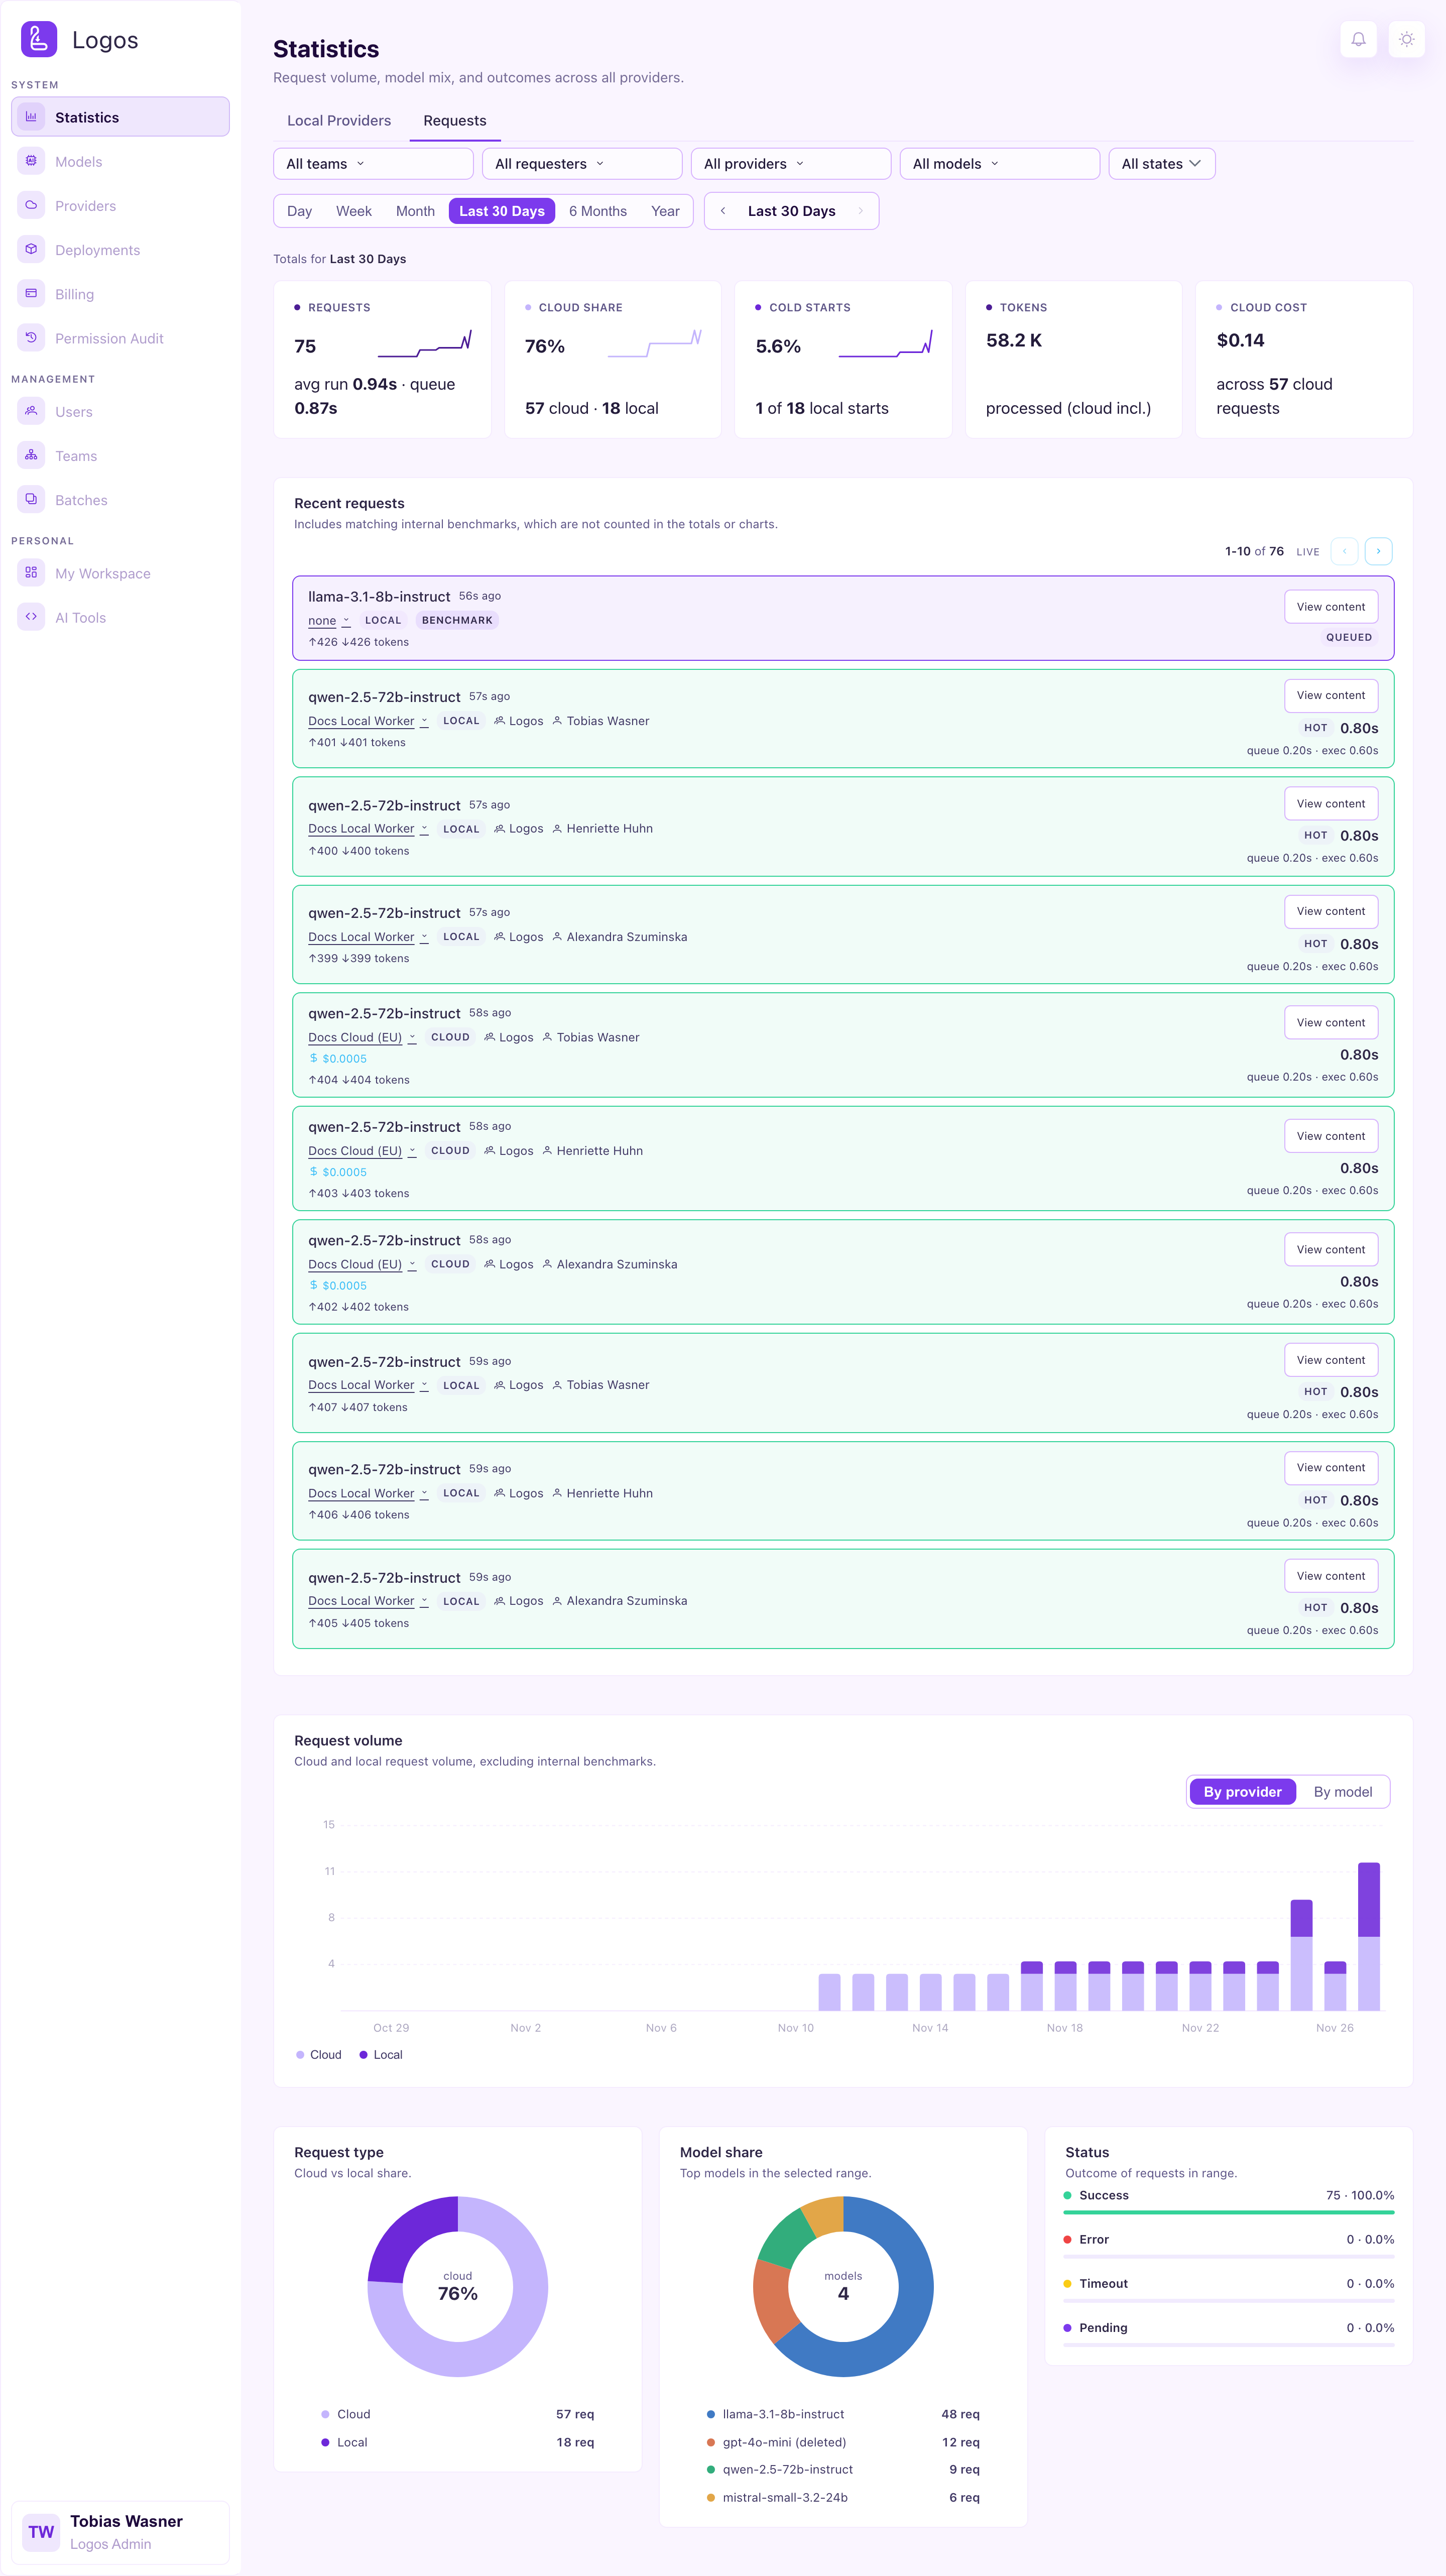 Logos
SYSTEM
Statistics
Models
Providers
Deployments
Billing
Permission Audit
MANAGEMENT
Users
Teams
Batches
PERSONAL
My Workspace
AI Tools
TW
Tobias Wasner
Logos Admin
Statistics
Request volume, model mix, and outcomes across all providers.
Local Providers Requests
All teams All requesters All providers All models All states
Day Week Month Last 30 Days 6 Months Year Last 30 Days
Totals for Last 30 Days
REQUESTS
75
avg run 0.94s · queue
0.87s
CLOUD SHARE
76%
57 cloud · 18 local
COLD STARTS
5.6%
1 of 18 local starts
TOKENS
58.2 K
processed (cloud incl.)
CLOUD COST
$0.14
across 57 cloud
requests
Recent requests
Includes matching internal benchmarks, which are not counted in the totals or charts.
1-10 of 76 LIVE
llama-3.1-8b-instruct 56s ago
none LOCAL BENCHMARK
↑426 ↓426 tokens
View content
QUEUED
qwen-2.5-72b-instruct 57s ago
Docs Local Worker LOCAL Logos Tobias Wasner
↑401 ↓401 tokens
View content
HOT 0.80s
queue 0.20s · exec 0.60s
qwen-2.5-72b-instruct 57s ago
Docs Local Worker LOCAL Logos Henriette Huhn
↑400 ↓400 tokens
View content
HOT 0.80s
queue 0.20s · exec 0.60s
qwen-2.5-72b-instruct 57s ago
Docs Local Worker LOCAL Logos Alexandra Szuminska
↑399 ↓399 tokens
View content
HOT 0.80s
queue 0.20s · exec 0.60s
qwen-2.5-72b-instruct 58s ago
Docs Cloud (EU) CLOUD Logos Tobias Wasner
$ $0.0005
↑404 ↓404 tokens
View content
0.80s
queue 0.20s · exec 0.60s
qwen-2.5-72b-instruct 58s ago
Docs Cloud (EU) CLOUD Logos Henriette Huhn
$ $0.0005
↑403 ↓403 tokens
View content
0.80s
queue 0.20s · exec 0.60s
qwen-2.5-72b-instruct 58s ago
Docs Cloud (EU) CLOUD Logos Alexandra Szuminska
$ $0.0005
↑402 ↓402 tokens
View content
0.80s
queue 0.20s · exec 0.60s
qwen-2.5-72b-instruct 59s ago
Docs Local Worker LOCAL Logos Tobias Wasner
↑407 ↓407 tokens
View content
HOT 0.80s
queue 0.20s · exec 0.60s
qwen-2.5-72b-instruct 59s ago
Docs Local Worker LOCAL Logos Henriette Huhn
↑406 ↓406 tokens
View content
HOT 0.80s
queue 0.20s · exec 0.60s
qwen-2.5-72b-instruct 59s ago
Docs Local Worker LOCAL Logos Alexandra Szuminska
↑405 ↓405 tokens
View content
HOT 0.80s
queue 0.20s · exec 0.60s
Request volume
Cloud and local request volume, excluding internal benchmarks.
By provider By model
15
11
8
4
Oct 29 Nov 2 Nov 6 Nov 10 Nov 14 Nov 18 Nov 22 Nov 26
Cloud Local
Request type
Cloud vs local share.
cloud
76%
Cloud 57 req
Local 18 req
Model share
Top models in the selected range.
models
4
llama-3.1-8b-instruct 48 req
gpt-4o-mini (deleted) 12 req
qwen-2.5-72b-instruct 9 req
mistral-small-3.2-24b 6 req
Status
Outcome of requests in range.
Success 75 · 100.0%
Error 0 · 0.0%
Timeout 0 · 0.0%
Pending 0 · 0.0%